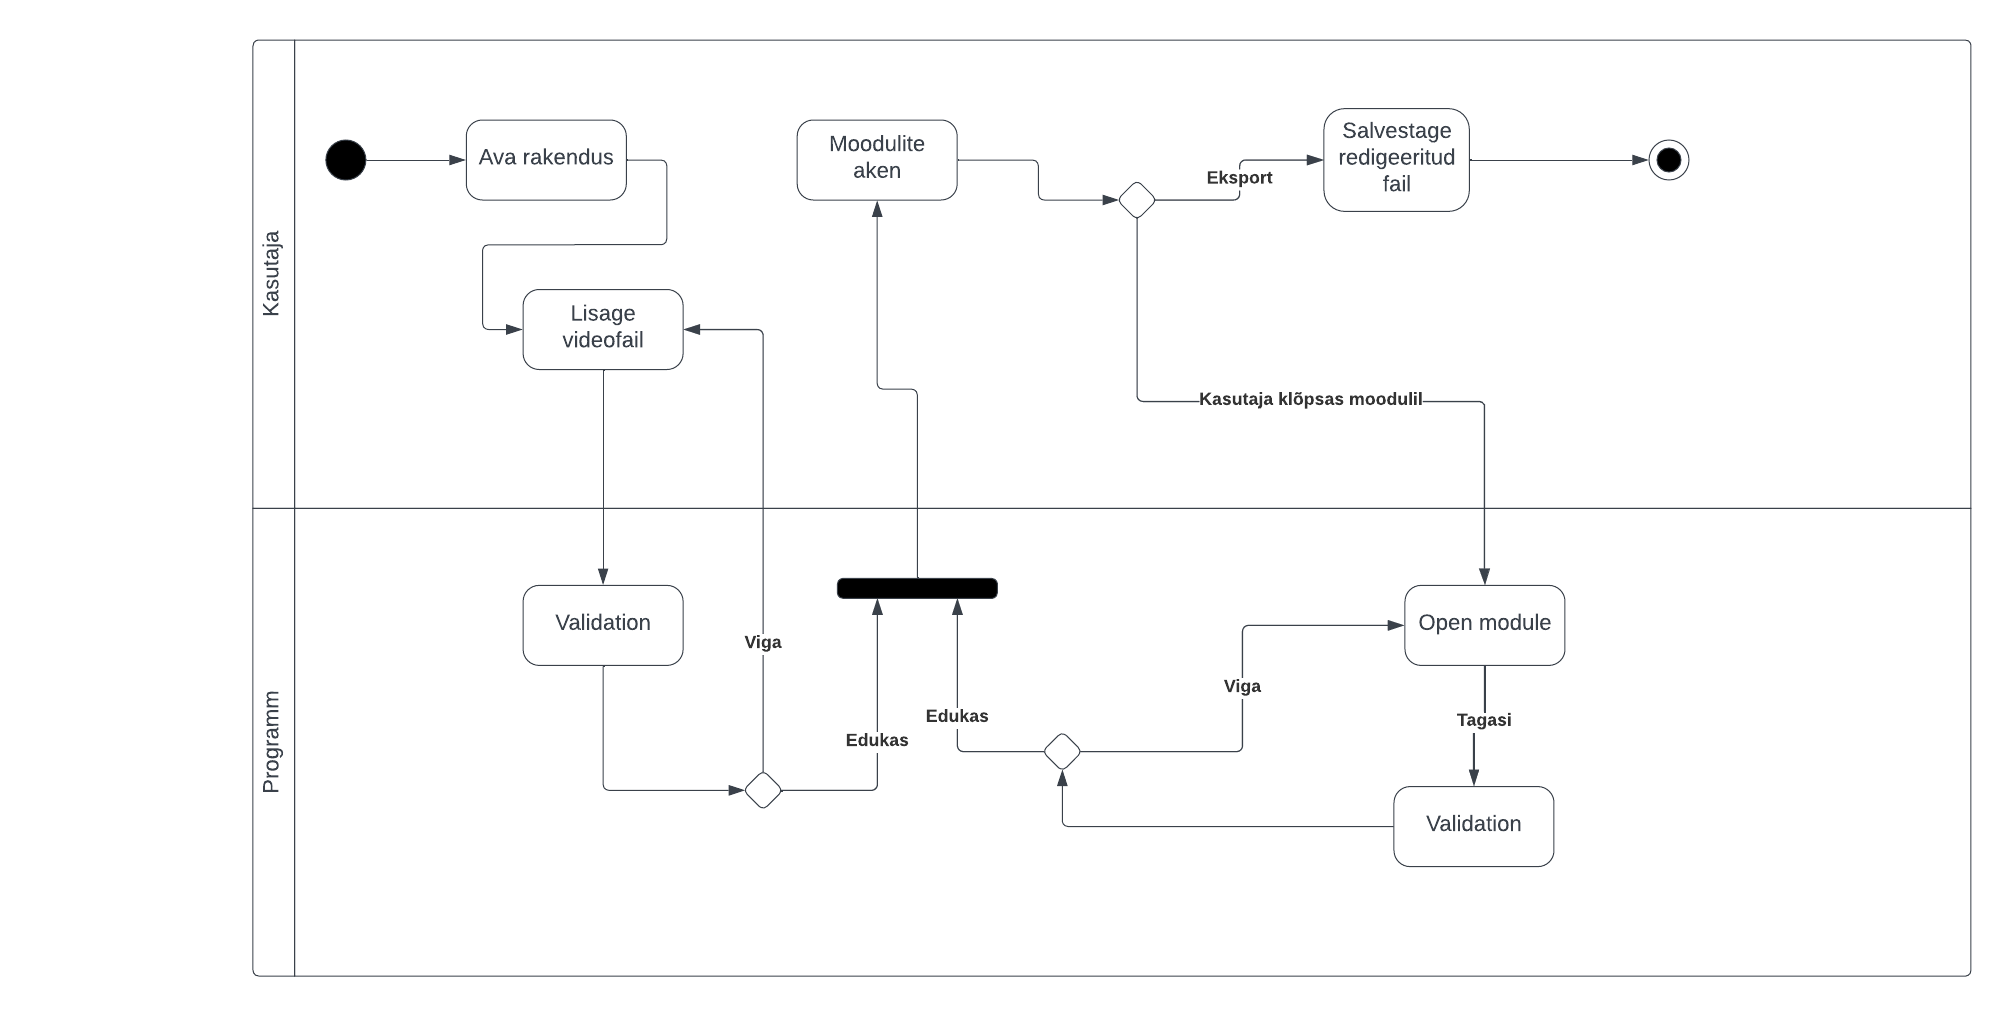 Kasutaja
Ava rakendus
Moodulite
aken
Eksport
Salvestage
redigeeritud
fail
Lisage
videofail
Kasutaja klõpsas moodulil
Programm
Validation
Viga
Edukas
Edukas
Viga
Open module
Tagasi
Validation